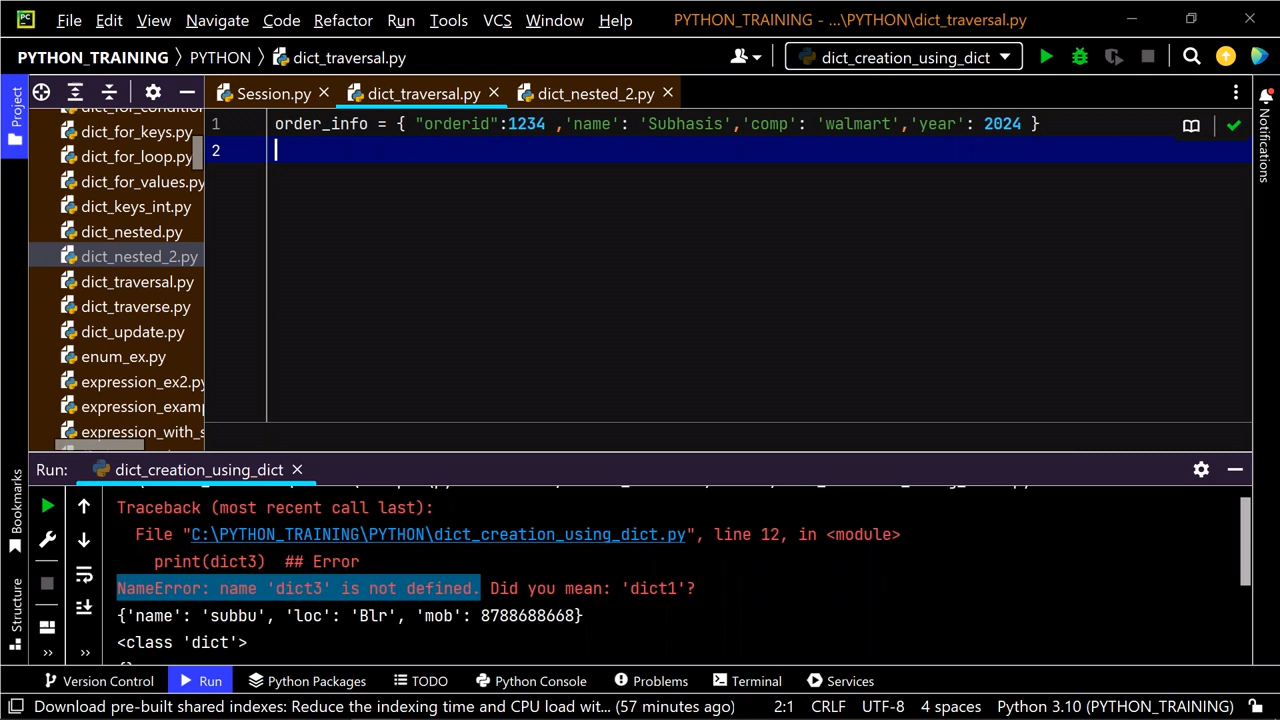 File Edit View Navigate Code Refactor Run Tools VCS Window Help PYTHON_TRAINING - ...\PYTHON\dict_traversal.py
PYTHON_TRAINING PYTHON dict_traversal.py dict_creation_using_dict
Project
Session.py dict_traversal.py dict_nested_2.py
dict_for_condition
dict_for_keys.py
dict_for_loop.py
dict_for_values.py
dict_keys_int.py
dict_nested.py
dict_nested_2.py
dict_traversal.py
dict_traverse.py
dict_update.py
enum_ex.py
expression_ex2.py
expression_examp
expression_with_s
1 order_info = { "orderid":1234 ,'name': 'Subhasis','comp': 'walmart','year': 2024 }
2
Notifications
Run: dict_creation_using_dict
Traceback (most recent call last):
File "C:\PYTHON_TRAINING\PYTHON\dict_creation_using_dict.py", line 12, in <module>
print(dict3) ## Error
NameError: name 'dict3' is not defined. Did you mean: 'dict1'?
{'name': 'subbu', 'loc': 'Blr', 'mob': 8788688668}
<class 'dict'>
Bookmarks
Structure
Version Control Run Python Packages TODO Python Console Problems Terminal Services
Download pre-built shared indexes: Reduce the indexing time and CPU load wit... (57 minutes ago) 2:1 CRLF UTF-8 4 spaces Python 3.10 (PYTHON_TRAINING)